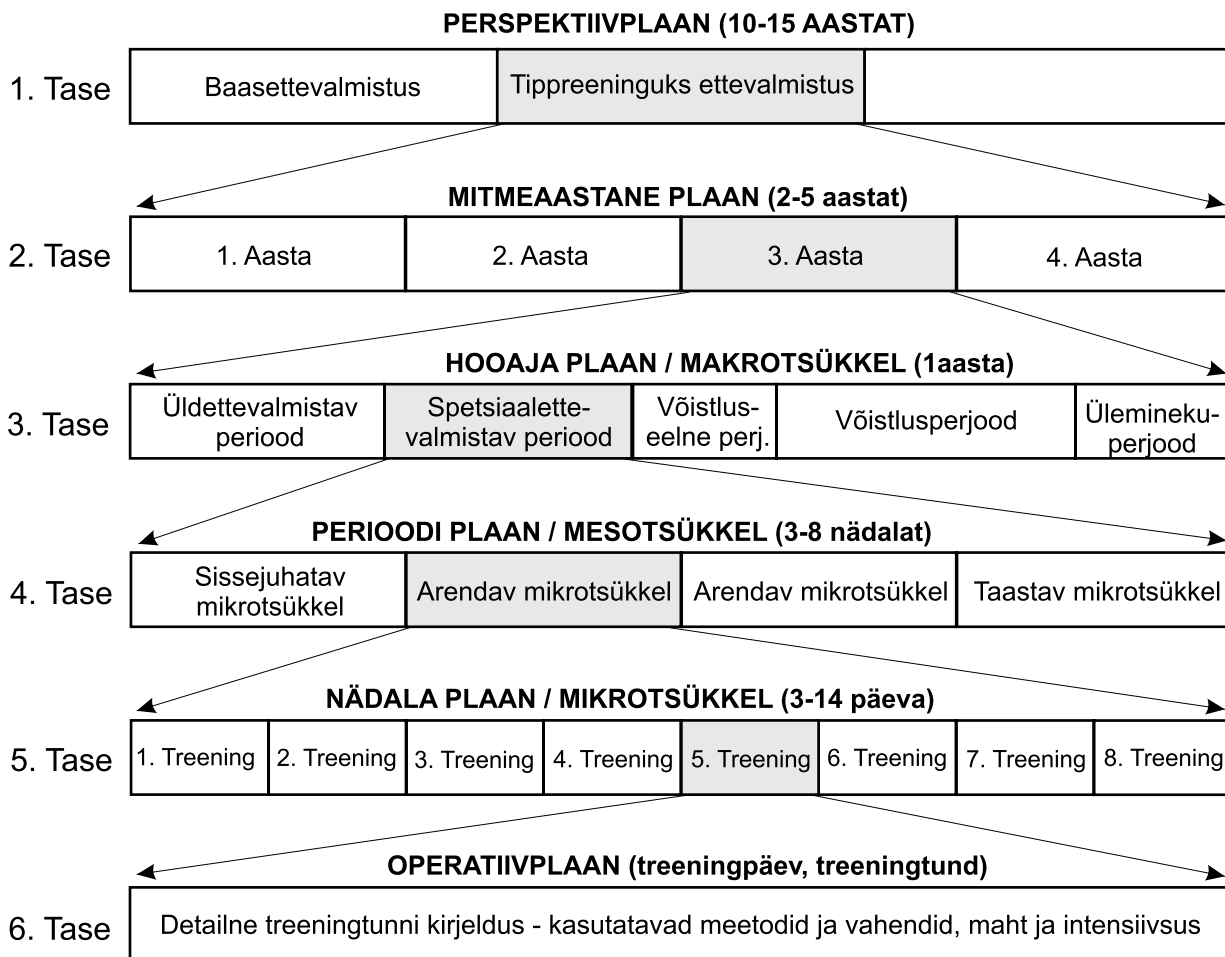 PERSPEKTIIVPLAAN (10-15 AASTAT)
1. Tase
Baasettevalmistus
Tippreeninguks ettevalmistus
MITMEAASTANE PLAAN (2-5 aastat)
2. Tase
1. Aasta
2. Aasta
3. Aasta
4. Aasta
HOOAJA PLAAN / MAKROTSÜKKEL (1aasta)
3. Tase
Üldettevalmistav
periood
Spetsiaalette-
valmistav periood
Võistlus-
eelne perj.
Võistlusperjood
Ülemineku-
perjood
PERIOODI PLAAN / MESOTSÜKKEL (3-8 nädalat)
4. Tase
Sissejuhatav
mikrotsükkel
Arendav mikrotsükkel
Arendav mikrotsükkel
Taastav mikrotsükkel
NÄDALA PLAAN / MIKROTSÜKKEL (3-14 päeva)
5. Tase
1. Treening
2. Treening
3. Treening
4. Treening
5. Treening
6. Treening
7. Treening
8. Treening
OPERATIIVPLAAN (treeningpäev, treeningtund)
6. Tase
Detailne treeningtunni kirjeldus - kasutatavad meetodid ja vahendid, maht ja intensiivsus